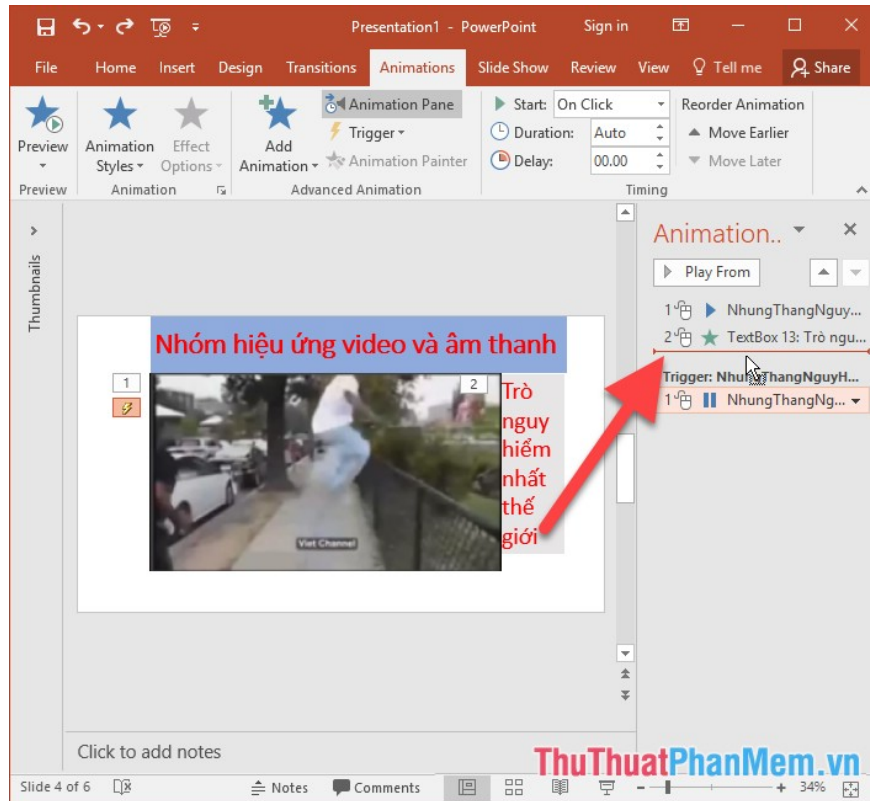 Presentation1 - PowerPoint
Sign in
File Home Insert Design Transitions Animations Slide Show Review View Tell me Share
Preview
Animation Styles
Effect Options
Add Animation
Animation Pane
Trigger
Animation Painter
Start: On Click
Duration: Auto
Delay: 00.00
Reorder Animation
Move Earlier
Move Later
Preview Animation Advanced Animation Timing
Thumbnails
Animation..
Play From
1 NhungThangNguy...
2 TextBox 13: Trò ngu...
Trigger: NhungThangNguyH...
1 NhungThangNg...
Nhóm hiệu ứng video và âm thanh
1
2
Trò
nguy
hiểm
nhất
thế
giới
Viet Channel
Click to add notes
ThuThuatPhanMem.vn
Slide 4 of 6 Notes Comments 34%